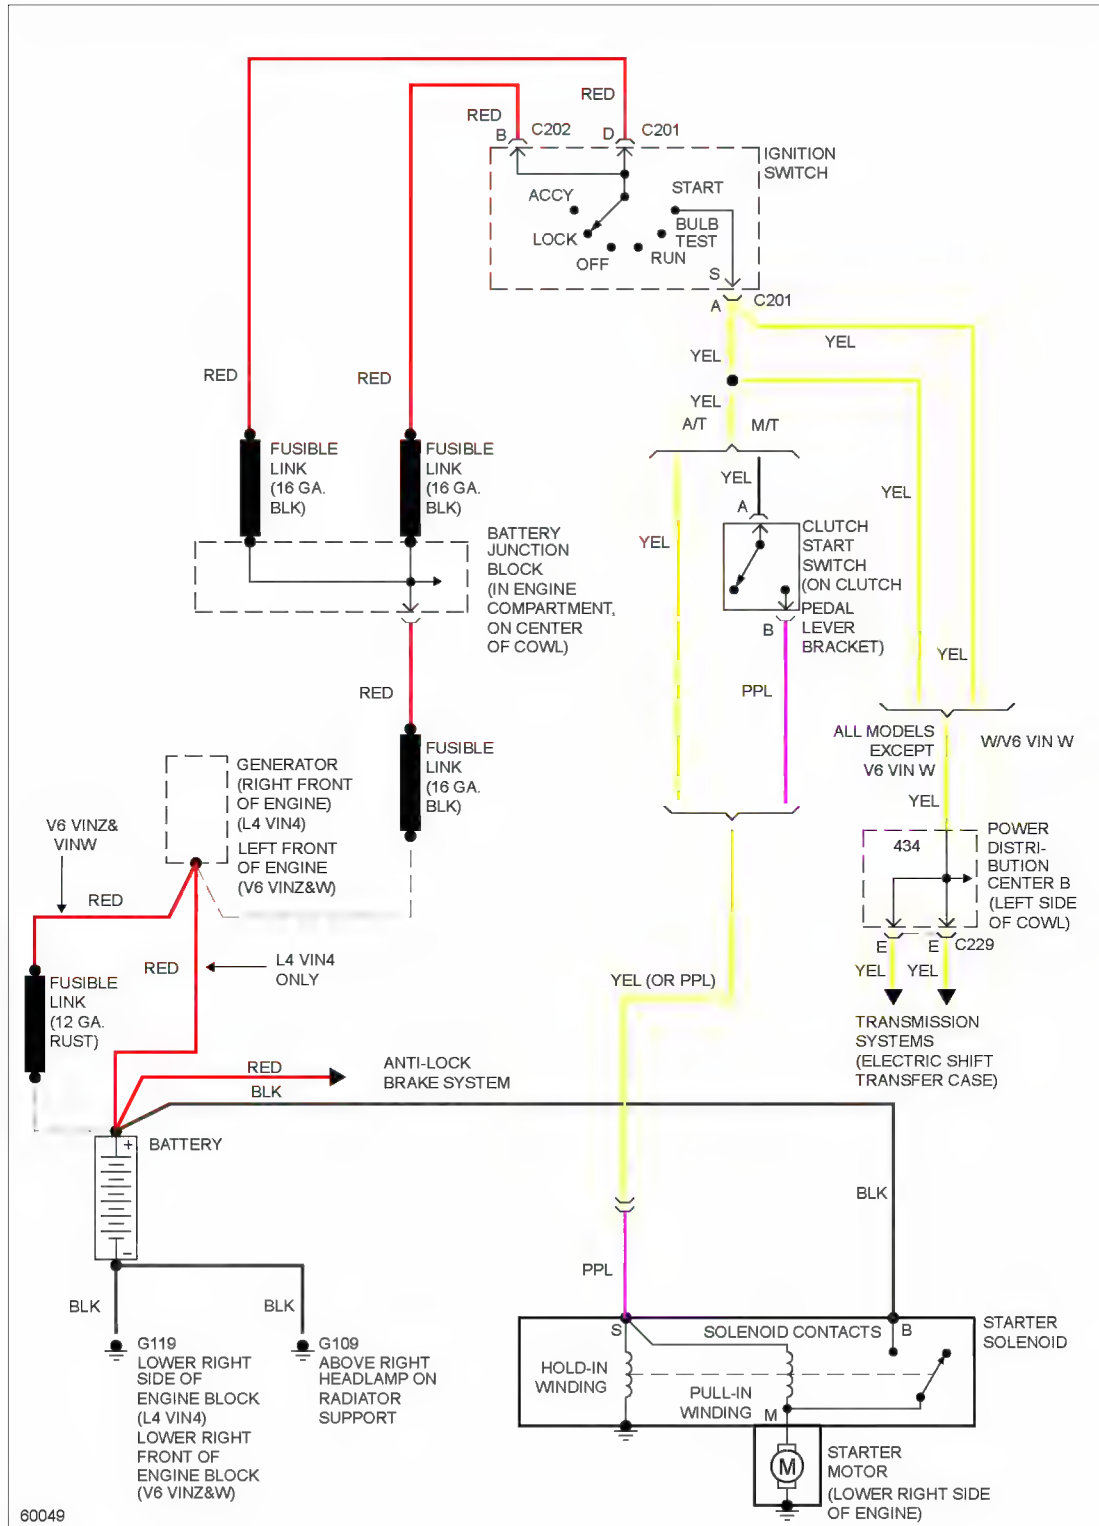 RED
RED
B
C202
D
C201
IGNITION
SWITCH
ACCY
START
LOCK
BULB
TEST
OFF
RUN
S
A
C201
YEL
YEL
RED
RED
YEL
A/T
M/T
FUSIBLE
LINK
(16 GA.
BLK)
FUSIBLE
LINK
(16 GA.
BLK)
YEL
YEL
A
YEL
CLUTCH
START
SWITCH
(ON CLUTCH
PEDAL
LEVER
BRACKET)
BATTERY
JUNCTION
BLOCK
(IN ENGINE
COMPARTMENT,
ON CENTER
OF COWL)
B
YEL
RED
PPL
ALL MODELS
EXCEPT
V6 VIN W
W/V6 VIN W
FUSIBLE
LINK
(16 GA.
BLK)
GENERATOR
(RIGHT FRONT
OF ENGINE)
(L4 VIN4)
LEFT FRONT
OF ENGINE
(V6 VINZ&W)
V6 VINZ&
VINW
RED
YEL
434
POWER
DISTRI-
BUTION
CENTER B
(LEFT SIDE
OF COWL)
E
E
C229
YEL
YEL
RED
L4 VIN4
ONLY
YEL (OR PPL)
FUSIBLE
LINK
(12 GA.
RUST)
TRANSMISSION
SYSTEMS
(ELECTRIC SHIFT
TRANSFER CASE)
RED
ANTI-LOCK
BRAKE SYSTEM
BLK
+
BATTERY
-
BLK
PPL
BLK
BLK
G119
LOWER RIGHT
SIDE OF
ENGINE BLOCK
(L4 VIN4)
LOWER RIGHT
FRONT OF
ENGINE BLOCK
(V6 VINZ&W)
G109
ABOVE RIGHT
HEADLAMP ON
RADIATOR
SUPPORT
S
SOLENOID CONTACTS
B
STARTER
SOLENOID
HOLD-IN
WINDING
PULL-IN
WINDING
M
M
STARTER
MOTOR
(LOWER RIGHT SIDE
OF ENGINE)
60049